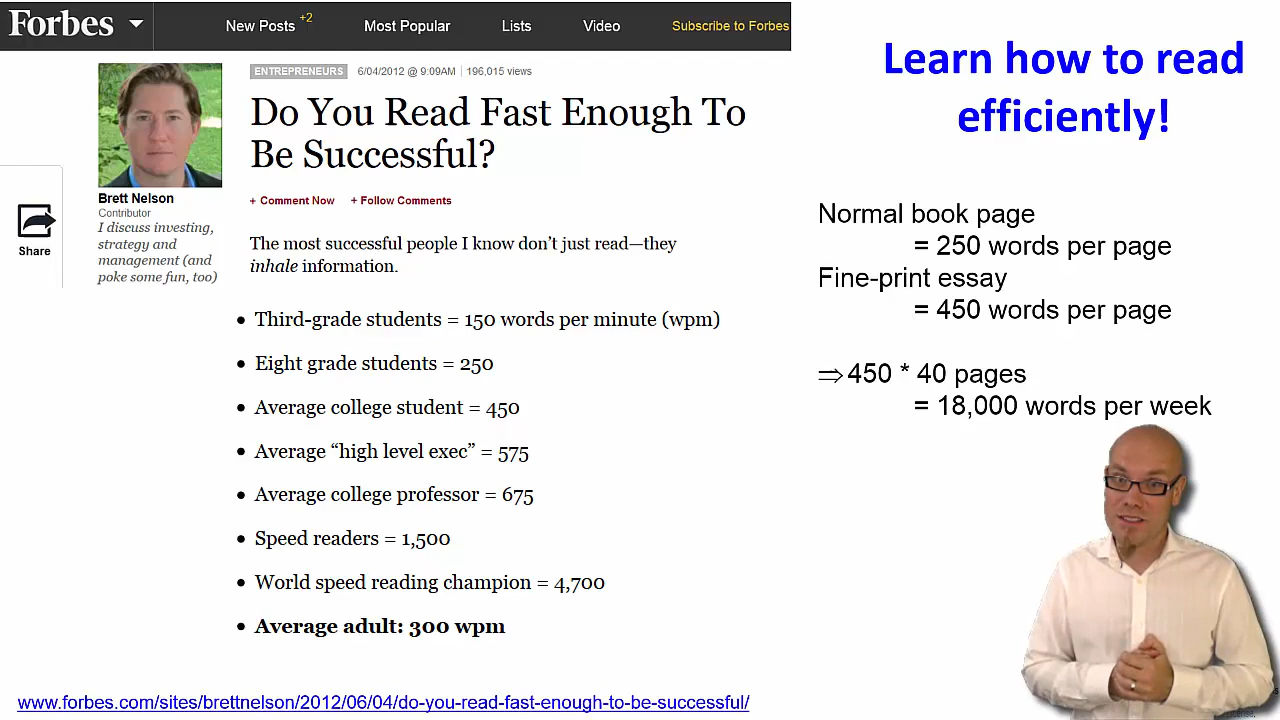 Forbes
New Posts +2
Most Popular
Lists
Video
Subscribe to Forbes
Share
Brett Nelson
Contributor
I discuss investing,
strategy and
management (and
poke some fun, too)
ENTREPRENEURS 6/04/2012 @ 9:09AM 196,015 views
Do You Read Fast Enough To
Be Successful?
+ Comment Now + Follow Comments
The most successful people I know don't just read—they
inhale information.
• Third-grade students = 150 words per minute (wpm)
• Eight grade students = 250
• Average college student = 450
• Average “high level exec” = 575
• Average college professor = 675
• Speed readers = 1,500
• World speed reading champion = 4,700
• Average adult: 300 wpm
www.forbes.com/sites/brettnelson/2012/06/04/do-you-read-fast-enough-to-be-successful/
Learn how to read
efficiently!
Normal book page
= 250 words per page
Fine-print essay
= 450 words per page
⇒ 450 * 40 pages
= 18,000 words per week